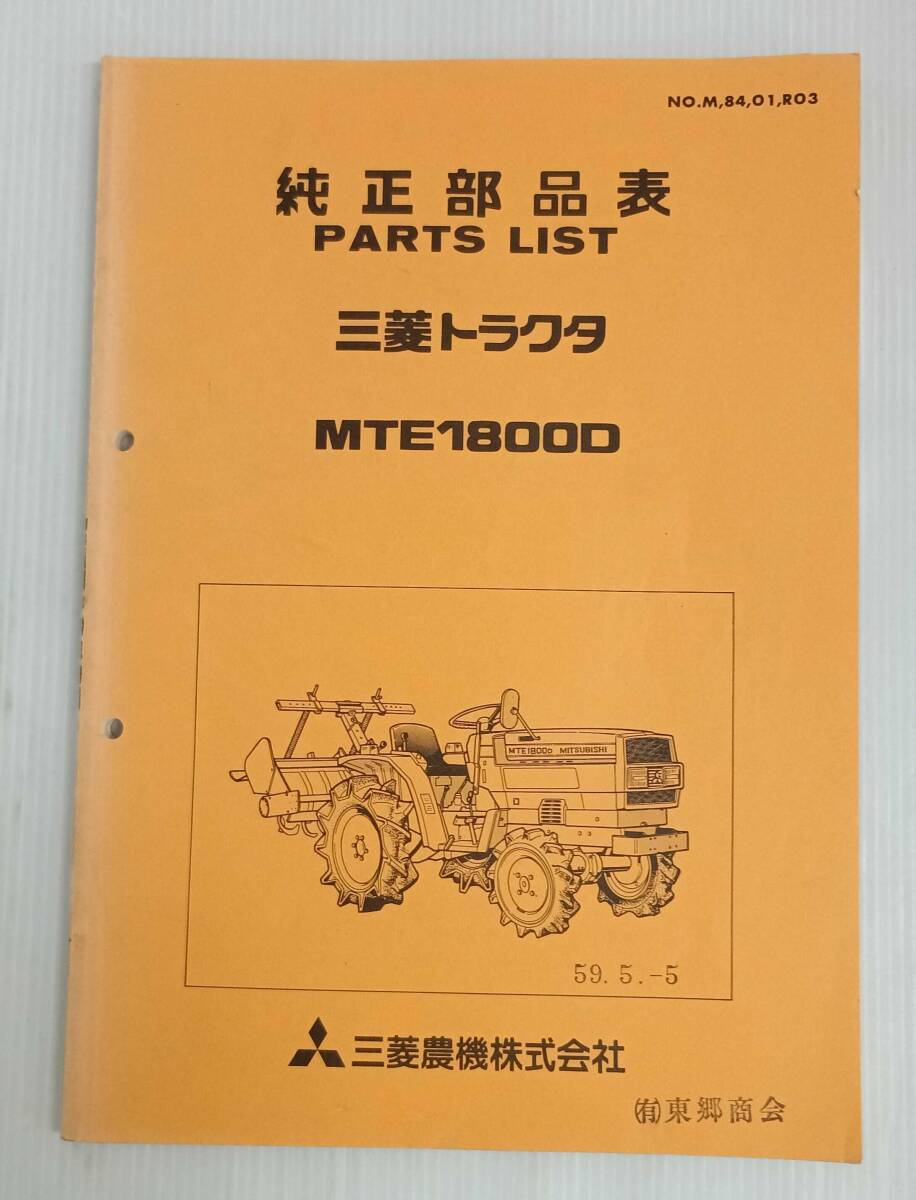 NO.M,84,01,R03
純正部品表
PARTS LIST
三菱トラクタ
MTE1800D
MTE1800D MITSUBISHI
59. 5. -5
三菱農機株式会社
㈲東郷商会